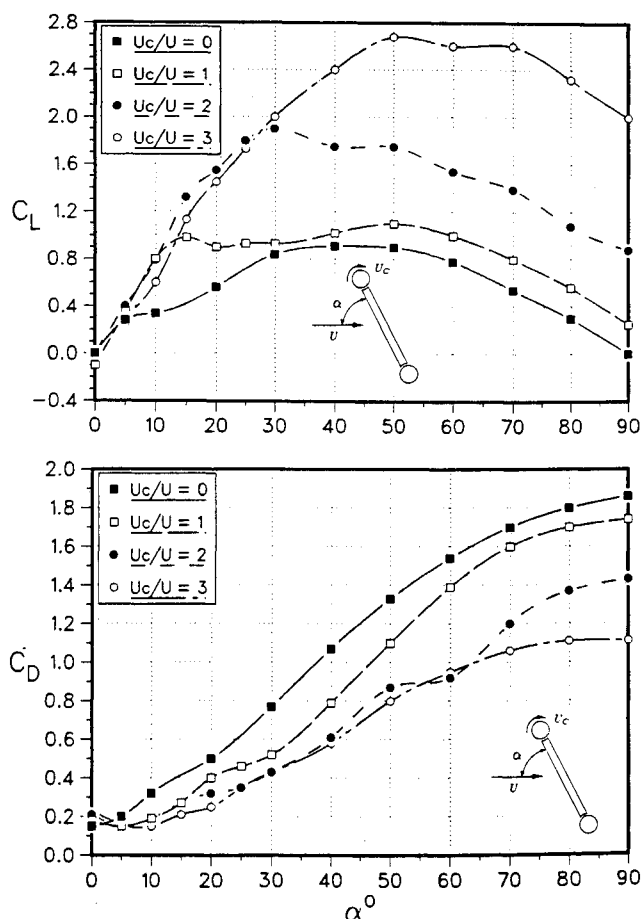 2.8
2.4
2.0
1.6
1.2
0.8
0.4
0.0
−0.4
C_L
Uc/U = 0
Uc/U = 1
Uc/U = 2
Uc/U = 3
υc
α
υ
0 10 20 30 40 50 60 70 80 90
2.0
1.8
1.6
1.4
1.2
1.0
0.8
0.6
0.4
0.2
0.0
C_D
Uc/U = 0
Uc/U = 1
Uc/U = 2
Uc/U = 3
υc
α
υ
0 10 20 30 40 50 60 70 80 90
α°